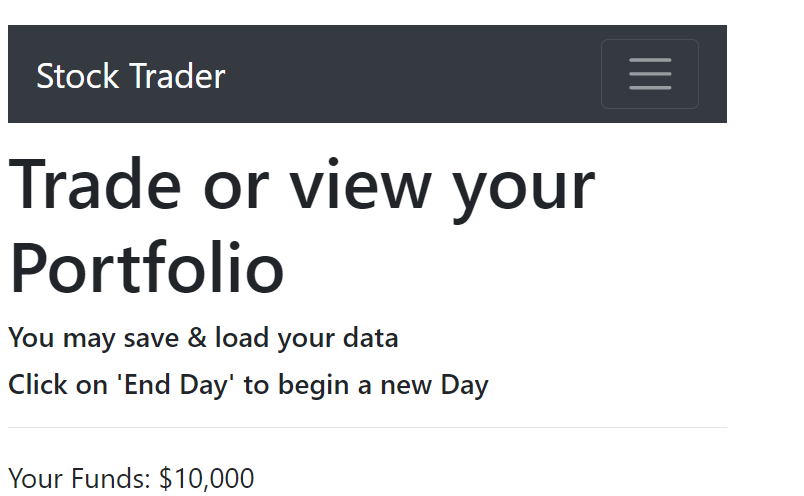 Stock Trader
Trade or view your
Portfolio
You may save & load your data
Click on 'End Day' to begin a new Day
Your Funds: $10,000